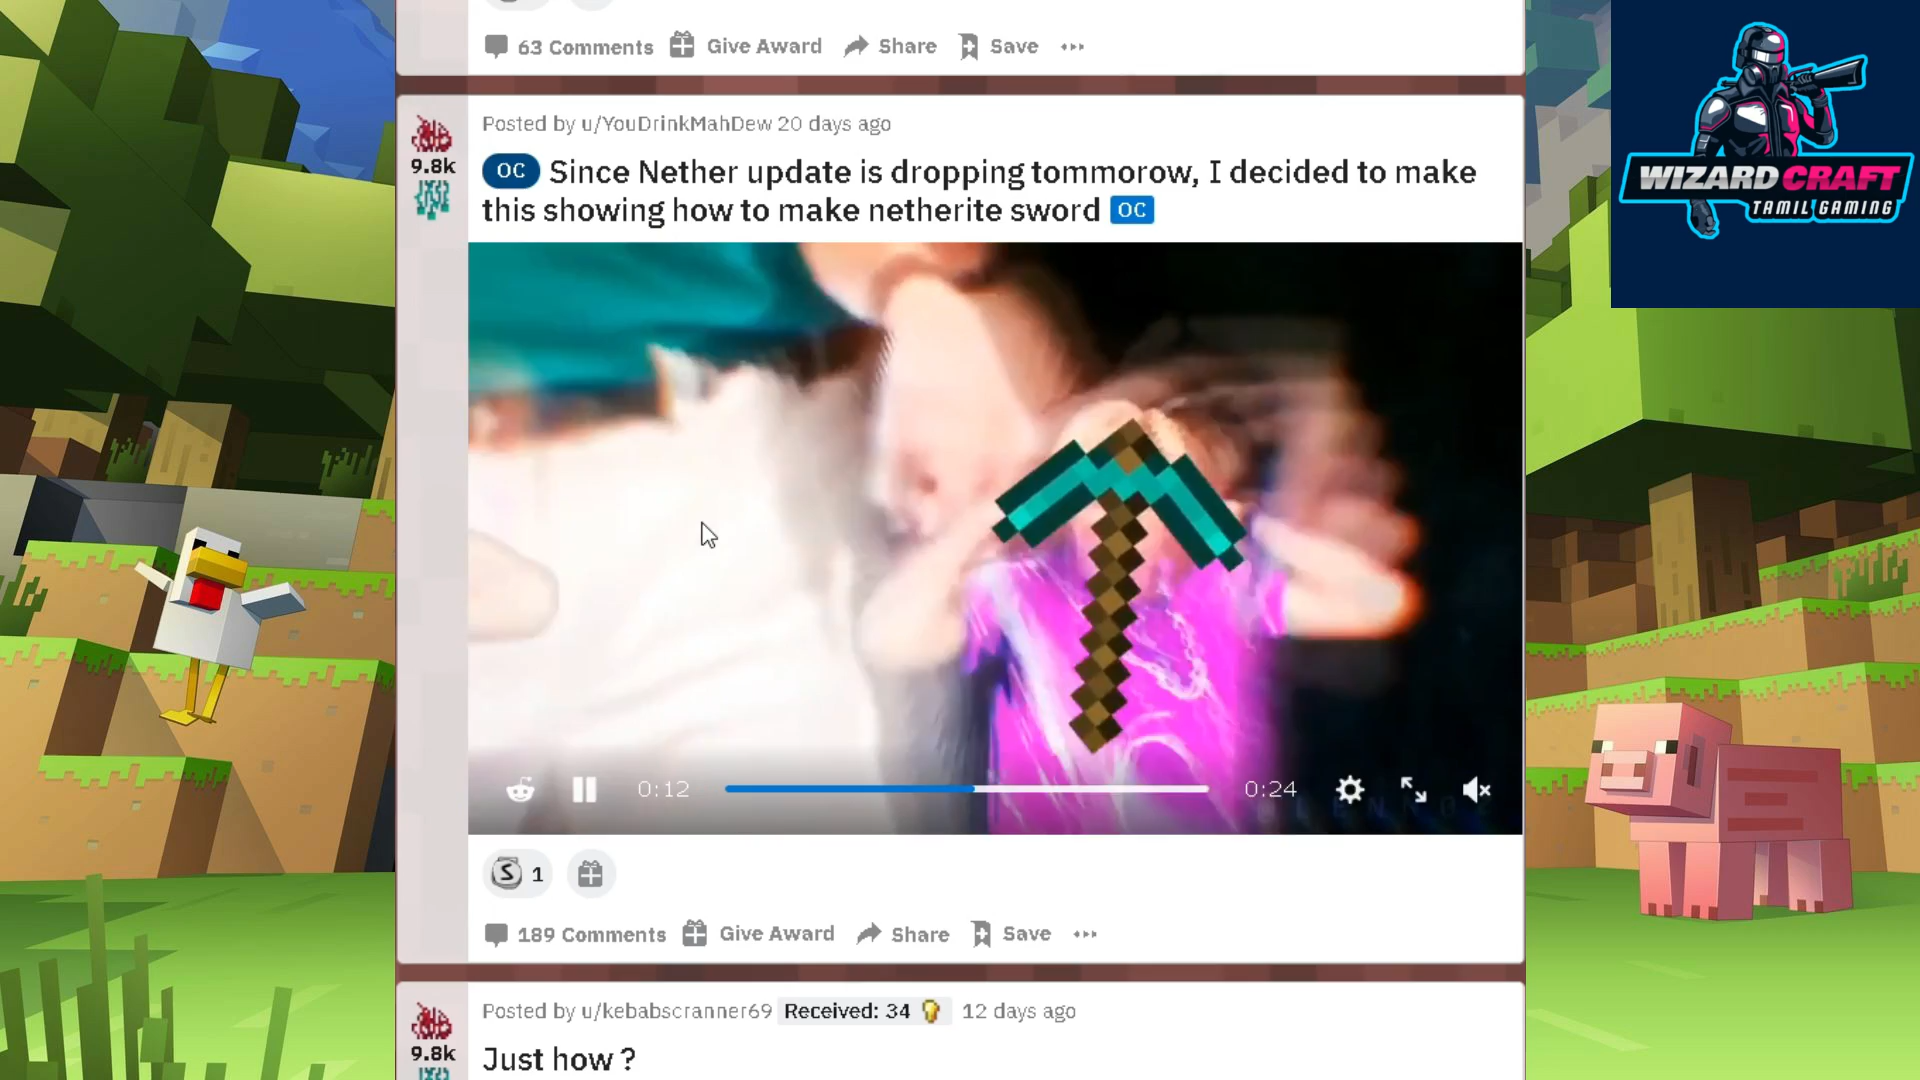 63 Comments Give Award Share Save
Posted by u/YouDrinkMahDew 20 days ago
9.8k
OC Since Nether update is dropping tommorow, I decided to make
this showing how to make netherite sword OC
WIZARD CRAFT
TAMIL GAMING
0:12 0:24
S 1
189 Comments Give Award Share Save
Posted by u/kebabscranner69 Received: 34 12 days ago
9.8k
Just how ?